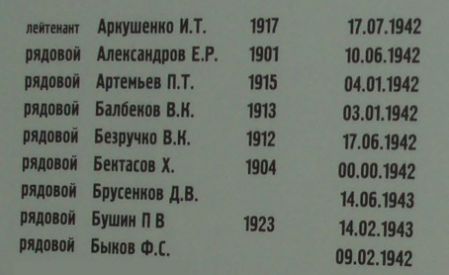 лейтенант Аркушенко И.Т. 1917 17.07.1942
рядовой Александров Е.Р. 1901 10.06.1942
рядовой Артемьев П.Т. 1915 04.01.1942
рядовой Балбеков В.К. 1913 03.01.1942
рядовой Безручко В.К. 1912 17.06.1942
рядовой Бектасов Х. 1904 00.00.1942
рядовой Брусенков Д.В. 14.06.1943
рядовой Бушин П В 1923 14.02.1943
рядовой Быков Ф.С. 09.02.1942